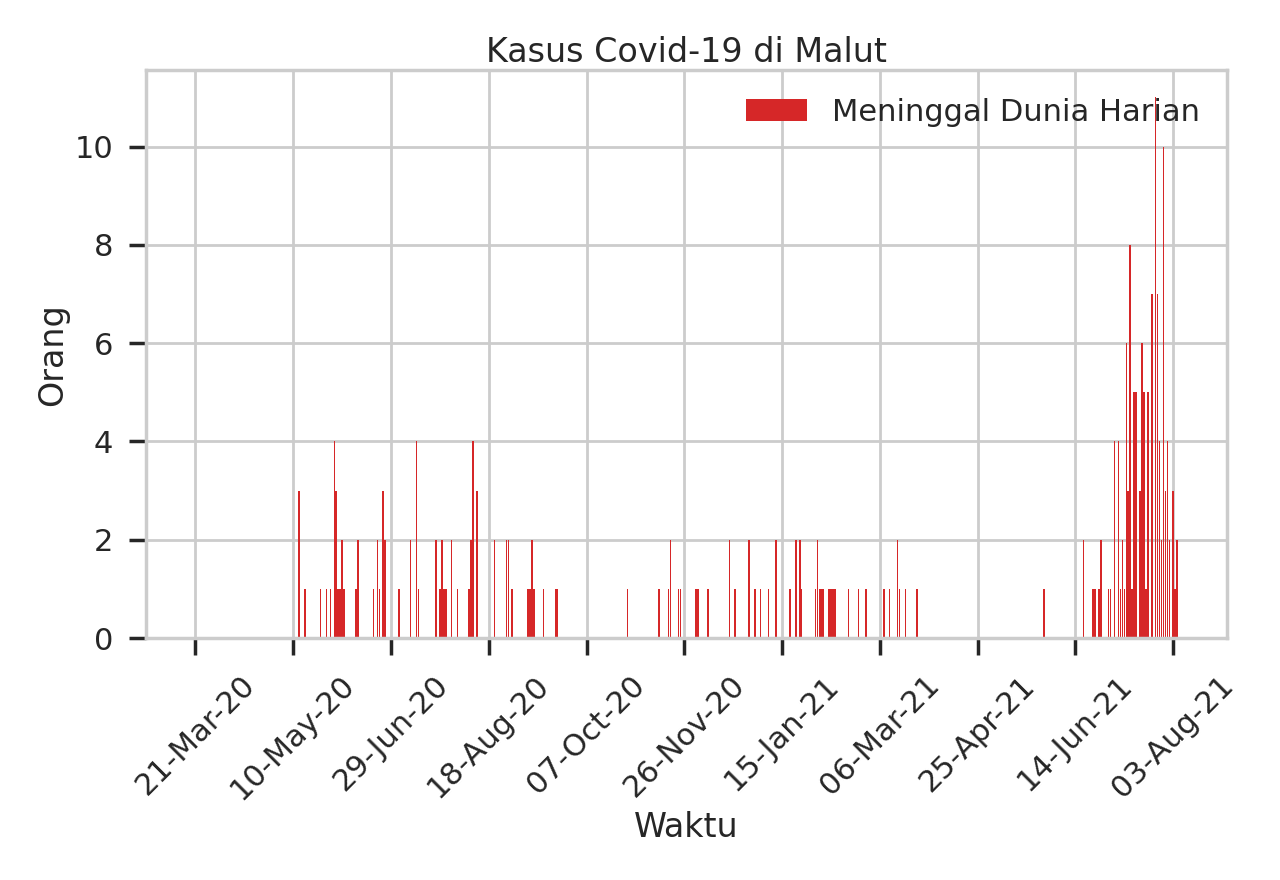 Kasus Covid-19 di Malut
Meninggal Dunia Harian
10
8
6
4
2
0
Orang
21-Mar-20
10-May-20
29-Jun-20
18-Aug-20
07-Oct-20
26-Nov-20
15-Jan-21
06-Mar-21
25-Apr-21
14-Jun-21
03-Aug-21
Waktu